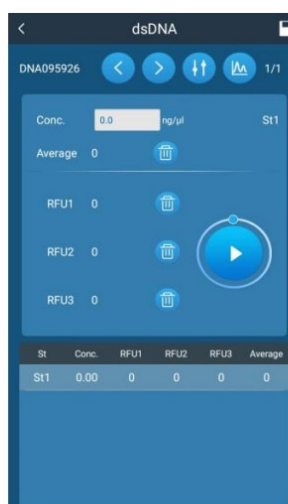 dsDNA
DNA095926 1/1
Conc. 0.0 ng/µl St1
Average 0
RFU1 0
RFU2 0
RFU3 0
St Conc. RFU1 RFU2 RFU3 Average
St1 0.00 0 0 0 0